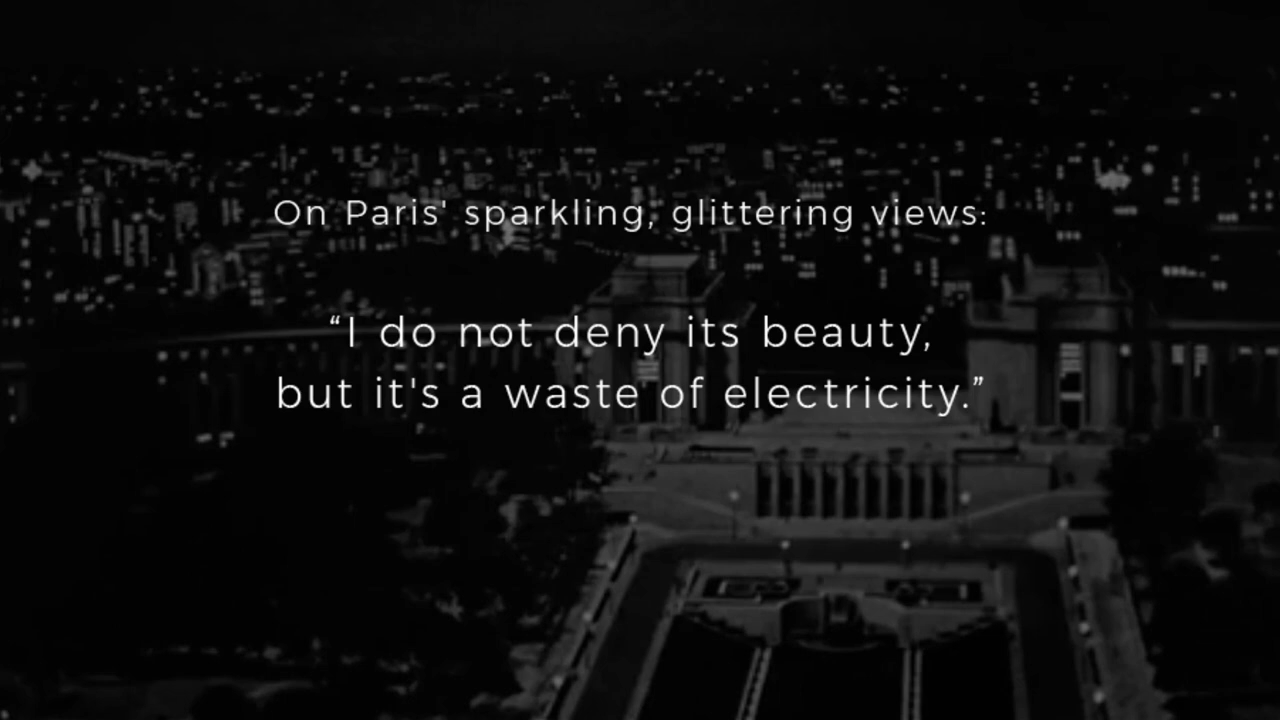 On Paris' sparkling, glittering views:
“I do not deny its beauty,
but it's a waste of electricity.”